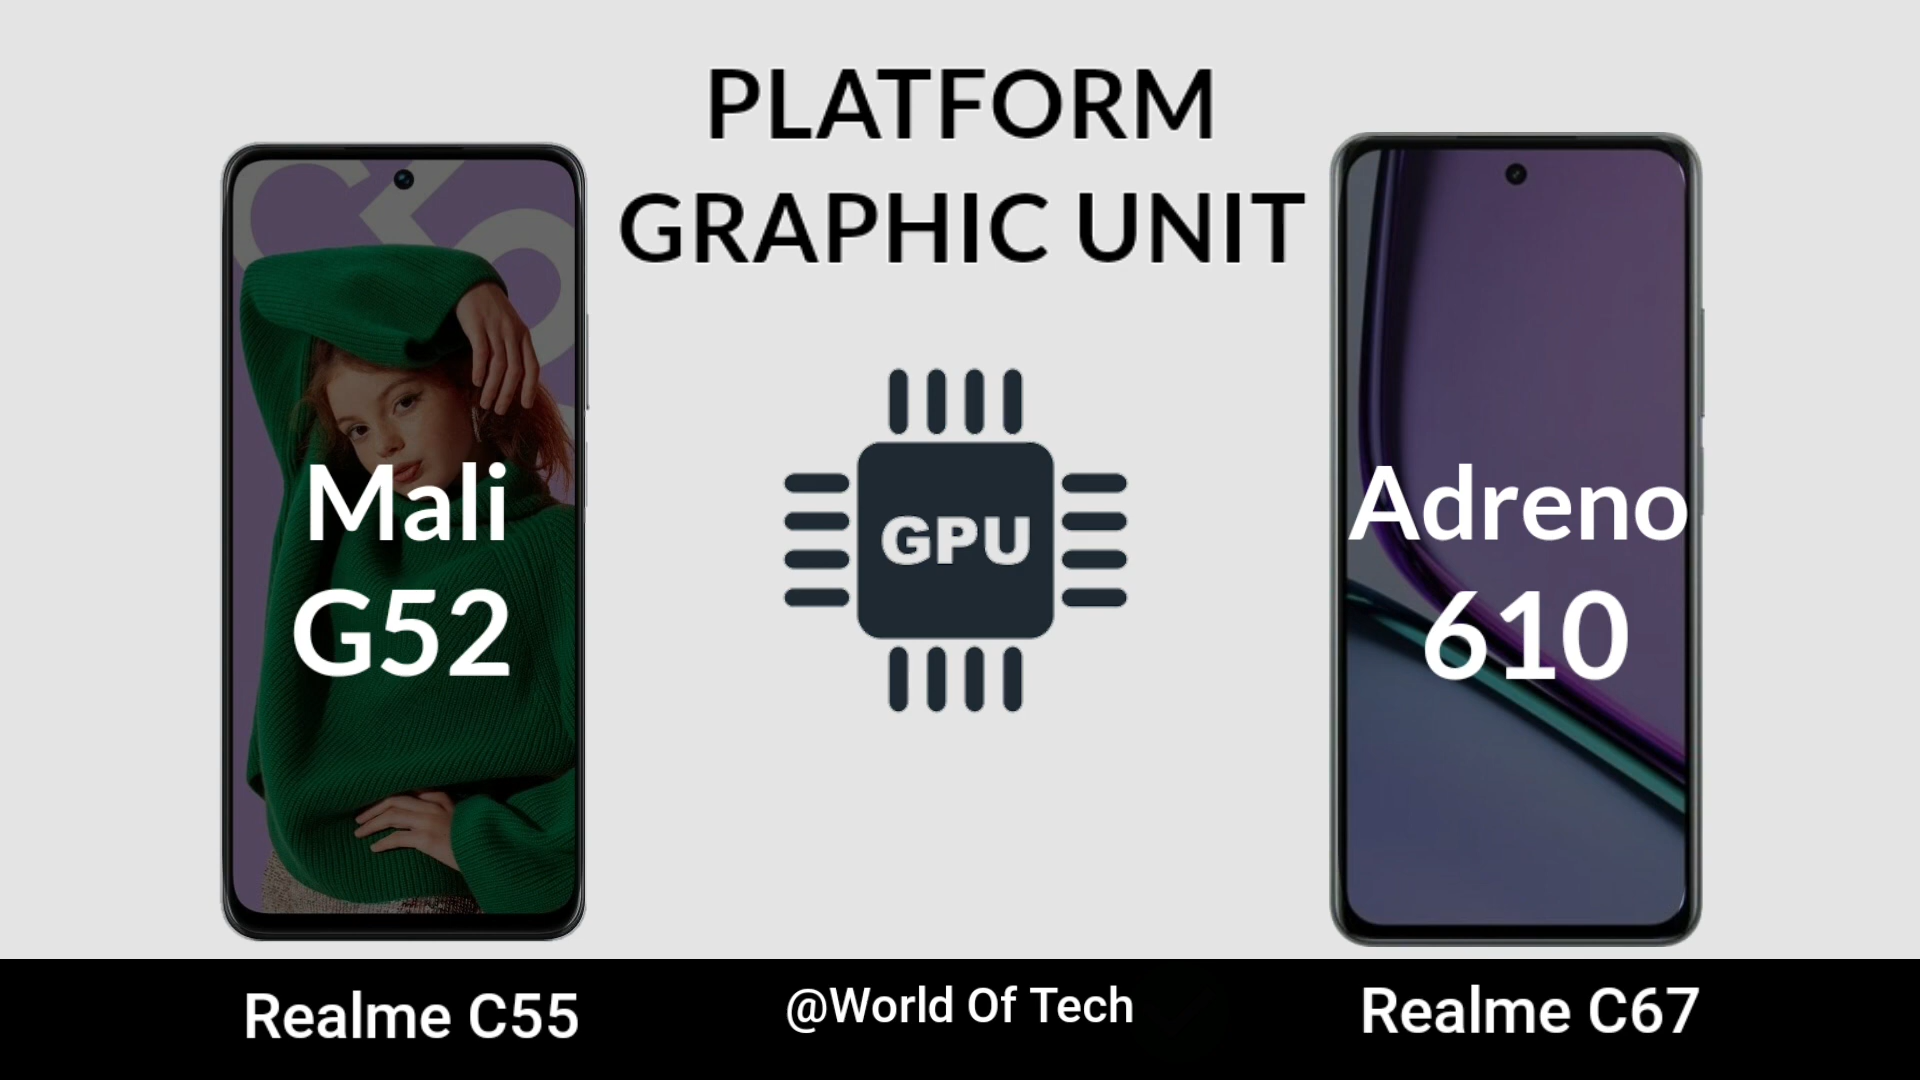 PLATFORM
GRAPHIC UNIT
Mali
G52
GPU
Adreno
610
Realme C55
@World Of Tech
Realme C67